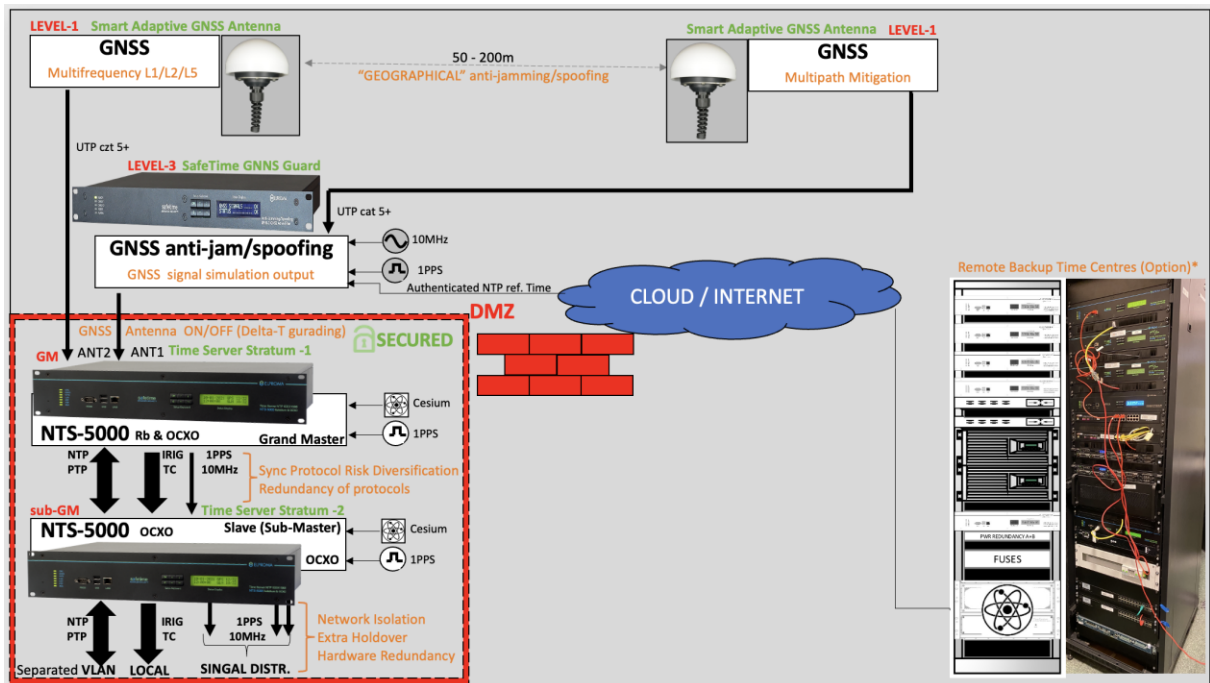 LEVEL-1 Smart Adaptive GNSS Antenna
GNSS
Multifrequency L1/L2/L5
50 - 200m
“GEOGRAPHICAL” anti-jamming/spoofing
Smart Adaptive GNSS Antenna LEVEL-1
GNSS
Multipath Mitigation
UTP czt 5+
LEVEL-3 SafeTime GNNS Guard
UTP cat 5+
GNSS anti-jam/spoofing
GNSS signal simulation output
10MHz
1PPS
Authenticated NTP ref. Time
CLOUD / INTERNET
Remote Backup Time Centres (Option)*
DMZ
GNSS Antenna ON/OFF (Delta-T gurading)
SECURED
GM ANT2 ANT1 Time Server Stratum -1
NTS-5000 Rb & OCXO
Grand Master
Cesium
1PPS
NTP
PTP
IRIG
TC
1PPS
10MHz
Sync Protocol Risk Diversification
Redundancy of protocols
sub-GM
Time Server Stratum -2
NTS-5000 OCXO
Slave (Sub-Master)
OCXO
Cesium
1PPS
NTP
PTP
IRIG
TC
1PPS
10MHz
Network Isolation
Extra Holdover
Hardware Redundancy
Separated VLAN
LOCAL
SINGAL DISTR.
PWR REDUNDANCY A+B
FUSES